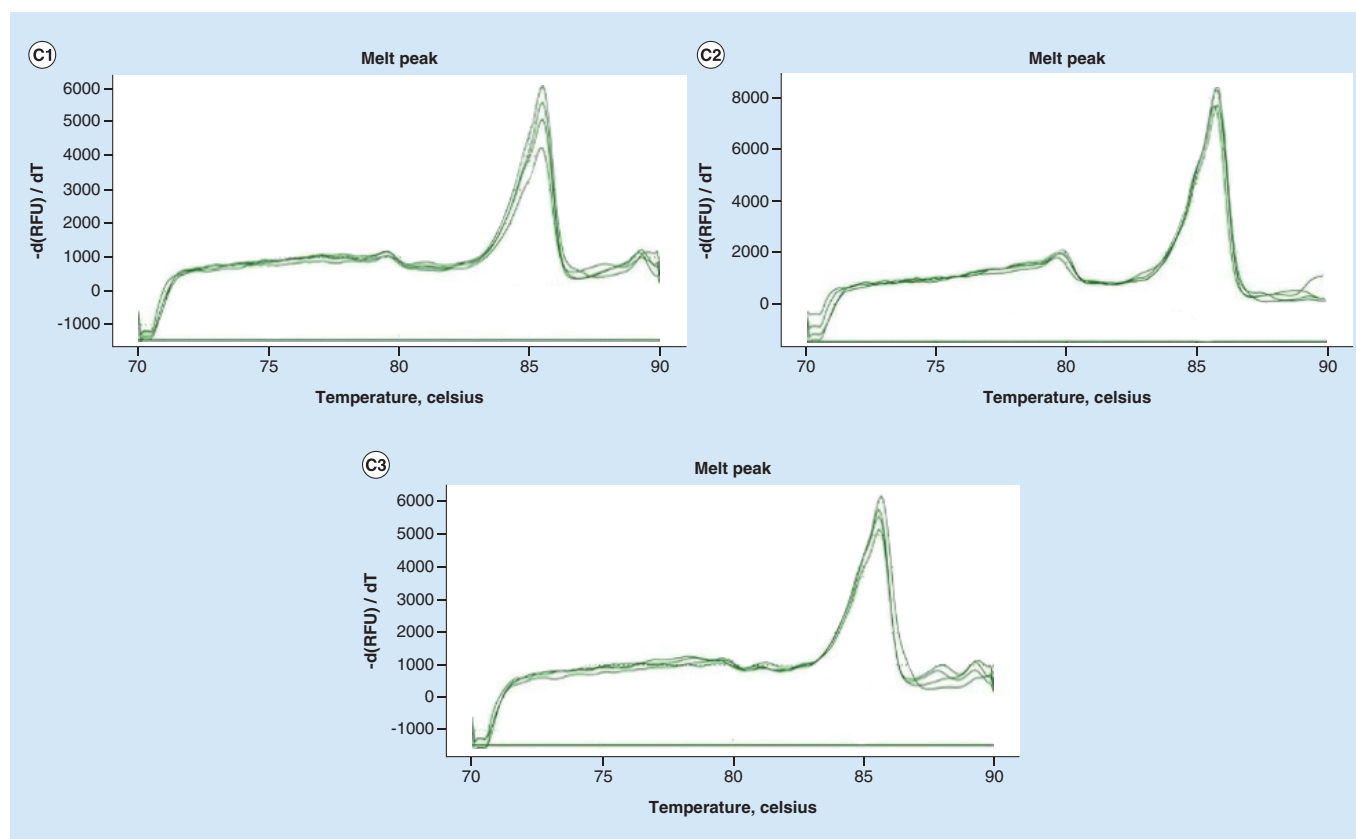 C1
Melt peak
6000
5000
4000
3000
2000
1000
0
-1000
-d(RFU) / dT
70 75 80 85 90
Temperature, celsius
C2
Melt peak
8000
6000
4000
2000
0
-d(RFU) / dT
70 75 80 85 90
Temperature, celsius
C3
Melt peak
6000
5000
4000
3000
2000
1000
0
-1000
-d(RFU) / dT
70 75 80 85 90
Temperature, celsius